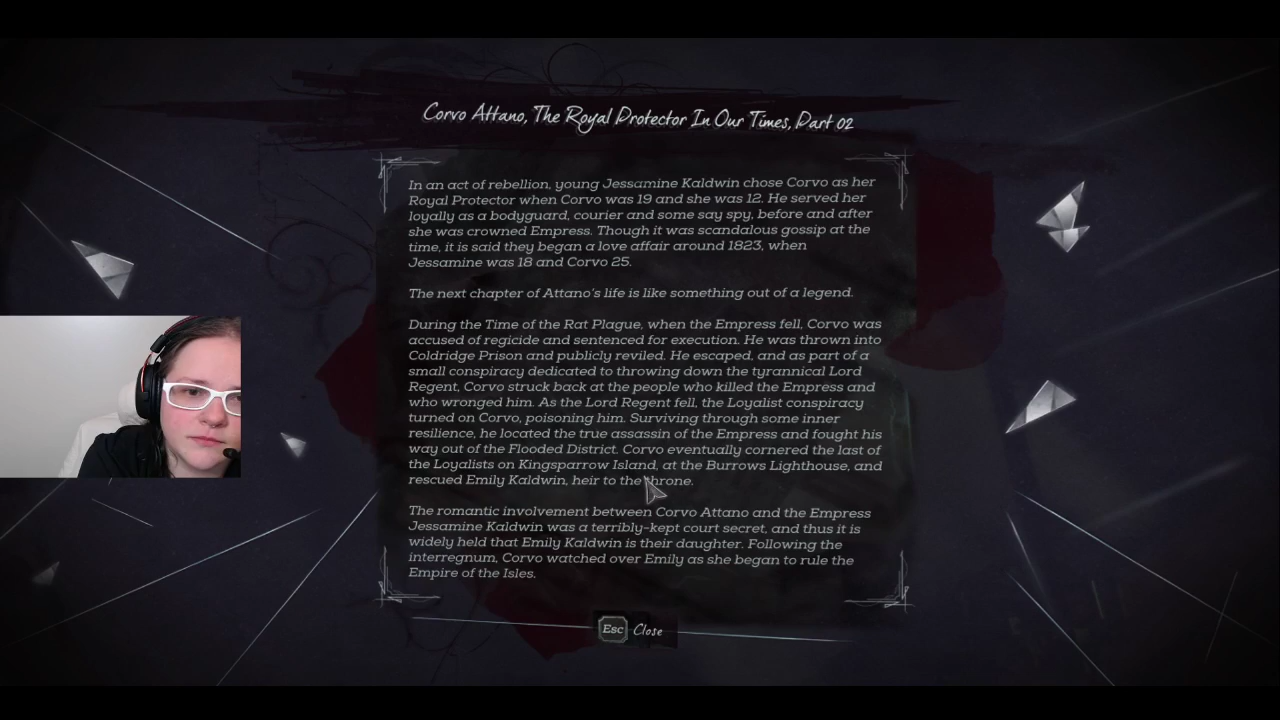 Corvo Attano, The Royal Protector In Our Times, Part 02
In an act of rebellion, young Jessamine Kaldwin chose Corvo as her
Royal Protector when Corvo was 19 and she was 12. He served her
loyally as a bodyguard, courier and some say spy, before and after
she was crowned Empress. Though it was scandalous gossip at the
time, it is said they began a love affair around 1823, when
Jessamine was 18 and Corvo 25.
The next chapter of Attano's life is like something out of a legend.
During the Time of the Rat Plague, when the Empress fell, Corvo was
accused of regicide and sentenced for execution. He was thrown into
Coldridge Prison and publicly reviled. He escaped, and as part of a
small conspiracy dedicated to throwing down the tyrannical Lord
Regent, Corvo struck back at the people who killed the Empress and
who wronged him. As the Lord Regent fell, the Loyalist conspiracy
turned on Corvo, poisoning him. Surviving through some inner
resilience, he located the true assassin of the Empress and fought his
way out of the Flooded District. Corvo eventually cornered the last of
the Loyalists on Kingsparrow Island, at the Burrows Lighthouse, and
rescued Emily Kaldwin, heir to the throne.
The romantic involvement between Corvo Attano and the Empress
Jessamine Kaldwin was a terribly-kept court secret, and thus it is
widely held that Emily Kaldwin is their daughter. Following the
interregnum, Corvo watched over Emily as she began to rule the
Empire of the Isles.
Esc Close